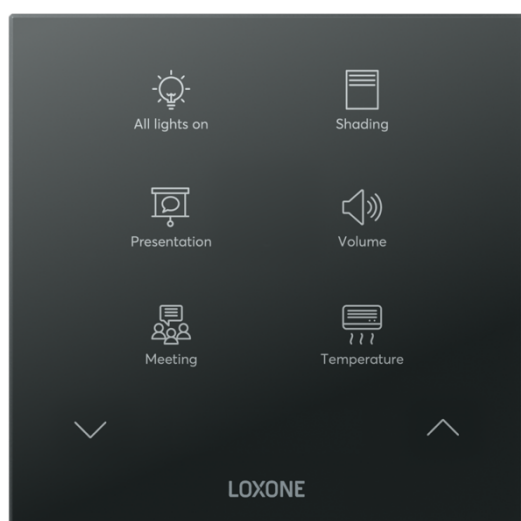 All lights on
Shading
Presentation
Volume
Meeting
Temperature
LOXONE